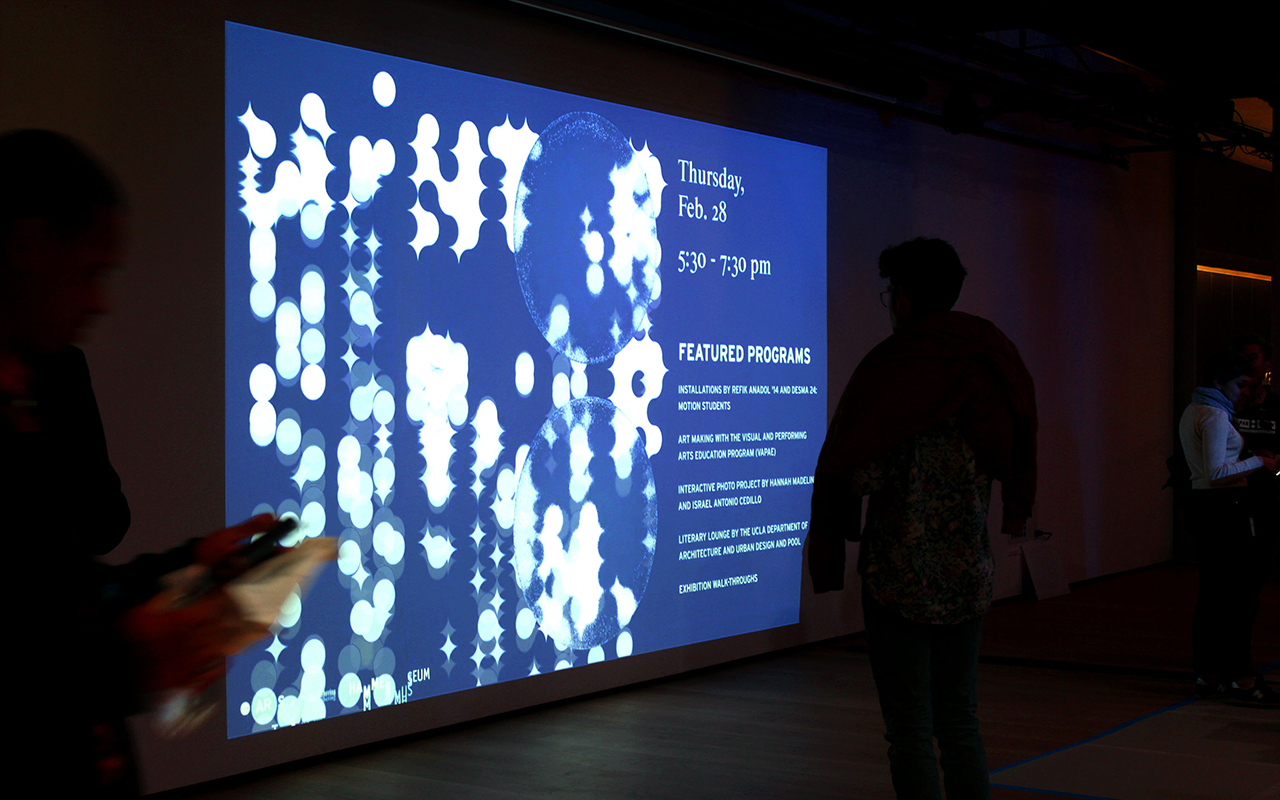 Thursday,
Feb. 28
5:30 - 7:30 pm
FEATURED PROGRAMS
INSTALLATIONS BY REFIK ANADOL '14 AND DESMA 24:
MOTION STUDENTS
ART MAKING WITH THE VISUAL AND PERFORMING
ARTS EDUCATION PROGRAM (VAPAE)
INTERACTIVE PHOTO PROJECT BY HANNAH MADELIN
AND ISRAEL ANTONIO CEDILLO
LITERARY LOUNGE BY THE UCLA DEPARTMENT OF
ARCHITECTURE AND URBAN DESIGN AND POOL
EXHIBITION WALK-THROUGHS